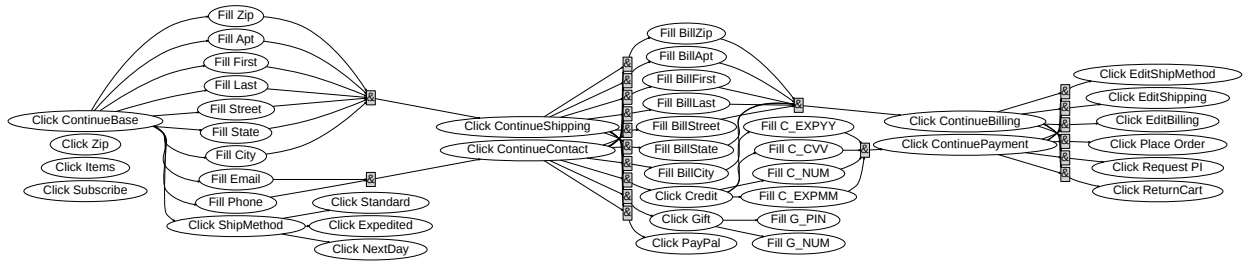 Click ContinueBase
Click Zip
Click Items
Click Subscribe
Fill Zip
Fill Apt
Fill First
Fill Last
Fill Street
Fill State
Fill City
Fill Email
Fill Phone
Click ShipMethod
Click Standard
Click Expedited
Click NextDay
&
&
Click ContinueShipping
Click ContinueContact
&
&
&
&
&
&
&
&
&
&
Fill BillZip
Fill BillApt
Fill BillFirst
Fill BillLast
Fill BillStreet
Fill BillState
Fill BillCity
Click Credit
Click Gift
Click PayPal
&
Fill C_EXPYY
Fill C_CVV
Fill C_NUM
Fill C_EXPMM
Fill G_PIN
Fill G_NUM
&
Click ContinueBilling
Click ContinuePayment
&
&
&
&
&
&
Click EditShipMethod
Click EditShipping
Click EditBilling
Click Place Order
Click Request PI
Click ReturnCart